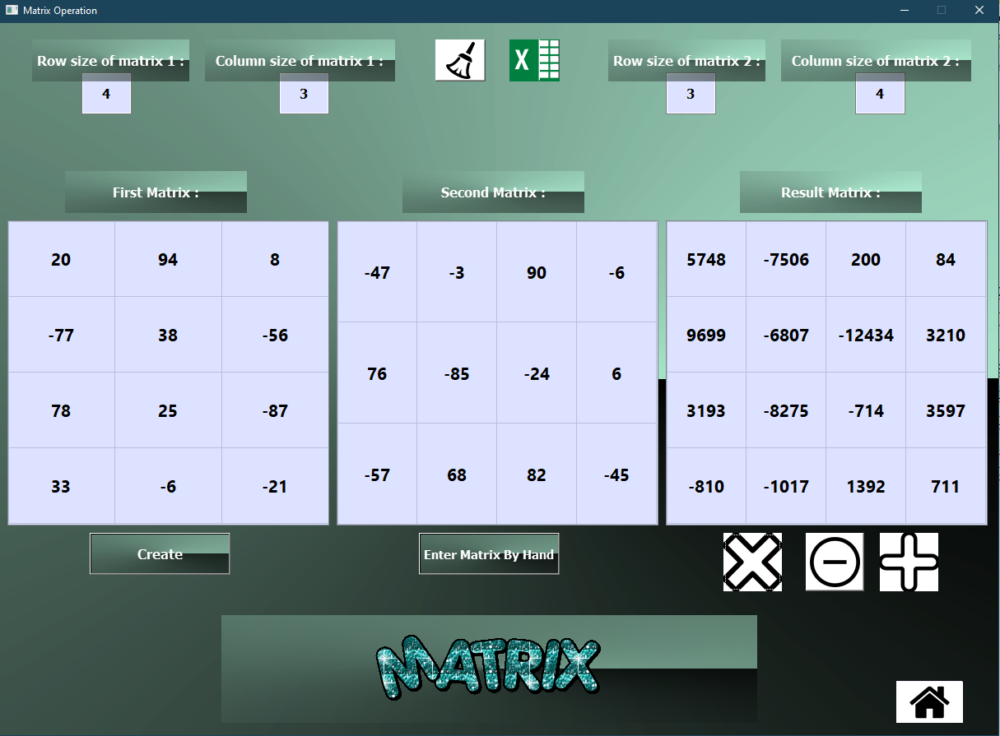 Matrix Operation
Row size of matrix 1 : Column size of matrix 1 : X Row size of matrix 2 : Column size of matrix 2 :
4 3 3 4
First Matrix : Second Matrix : Result Matrix :
20 94 8
-77 38 -56
78 25 -87
33 -6 -21
-47 -3 90 -6
76 -85 -24 6
-57 68 82 -45
5748 -7506 200 84
9699 -6807 -12434 3210
3193 -8275 -714 3597
-810 -1017 1392 711
Create Enter Matrix By Hand
MATRIX